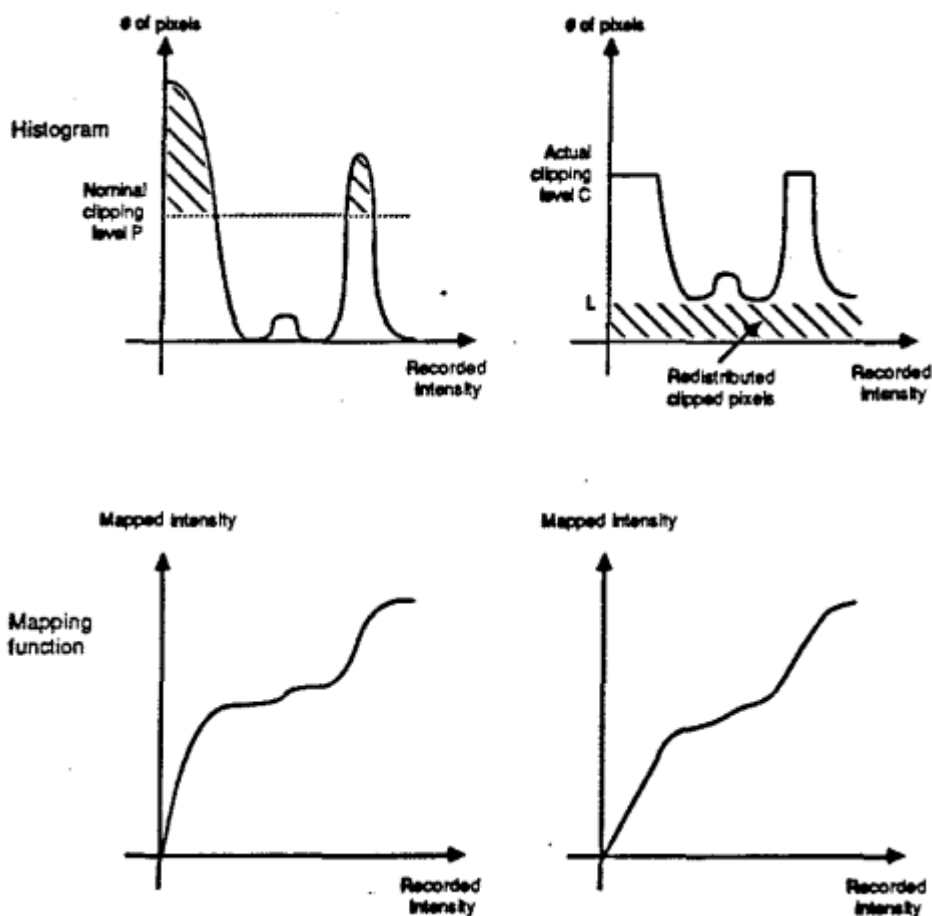 # of pixels
# of pixels
Histogram
Nominal
clipping
level P
Actual
clipping
level C
L
Recorded
intensity
Redistributed
clipped pixels
Recorded
intensity
Mapped intensity
Mapped intensity
Mapping
function
Recorded
intensity
Recorded
intensity